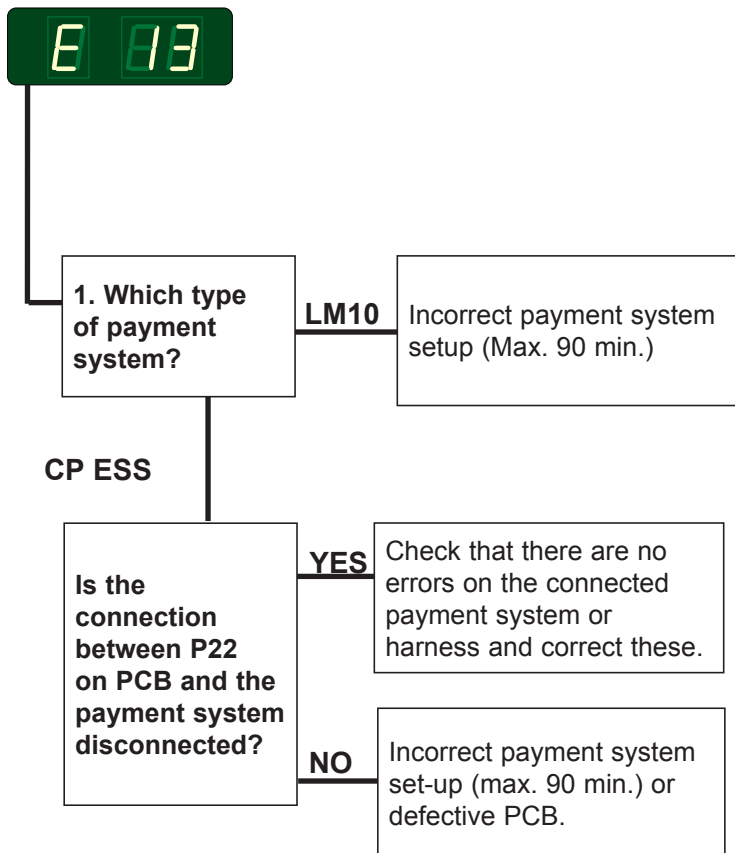 E 13
1. Which type
of payment
system?
LM10
Incorrect payment system
setup (Max. 90 min.)
CP ESS
Is the
connection
between P22
on PCB and the
payment system
disconnected?
YES
Check that there are no
errors on the connected
payment system or
harness and correct these.
NO
Incorrect payment system
set-up (max. 90 min.) or
defective PCB.